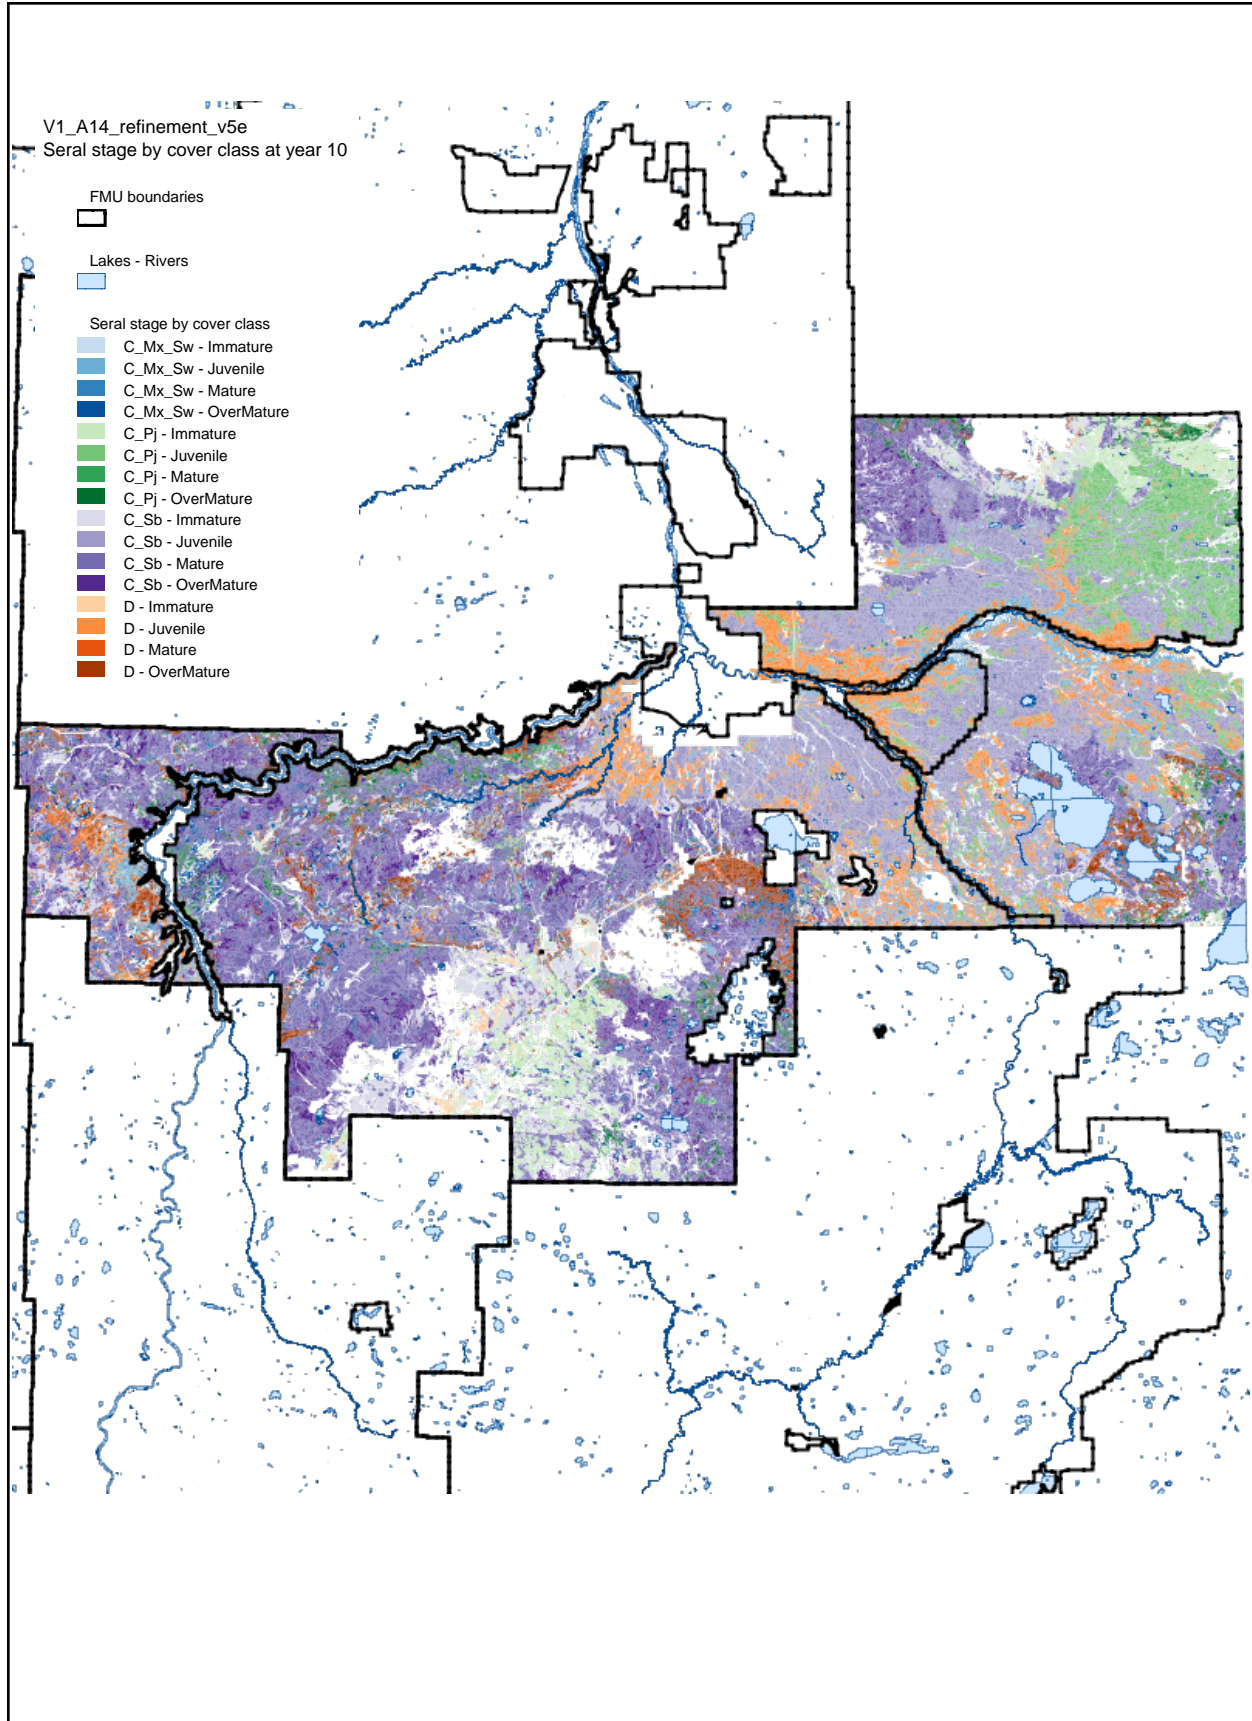 V1_A14_refinement_v5e
Seral stage by cover class at year 10
FMU boundaries
Lakes - Rivers
Seral stage by cover class
C_Mx_Sw - Immature
C_Mx_Sw - Juvenile
C_Mx_Sw - Mature
C_Mx_Sw - OverMature
C_Pj - Immature
C_Pj - Juvenile
C_Pj - Mature
C_Pj - OverMature
C_Sb - Immature
C_Sb - Juvenile
C_Sb - Mature
C_Sb - OverMature
D - Immature
D - Juvenile
D - Mature
D - OverMature